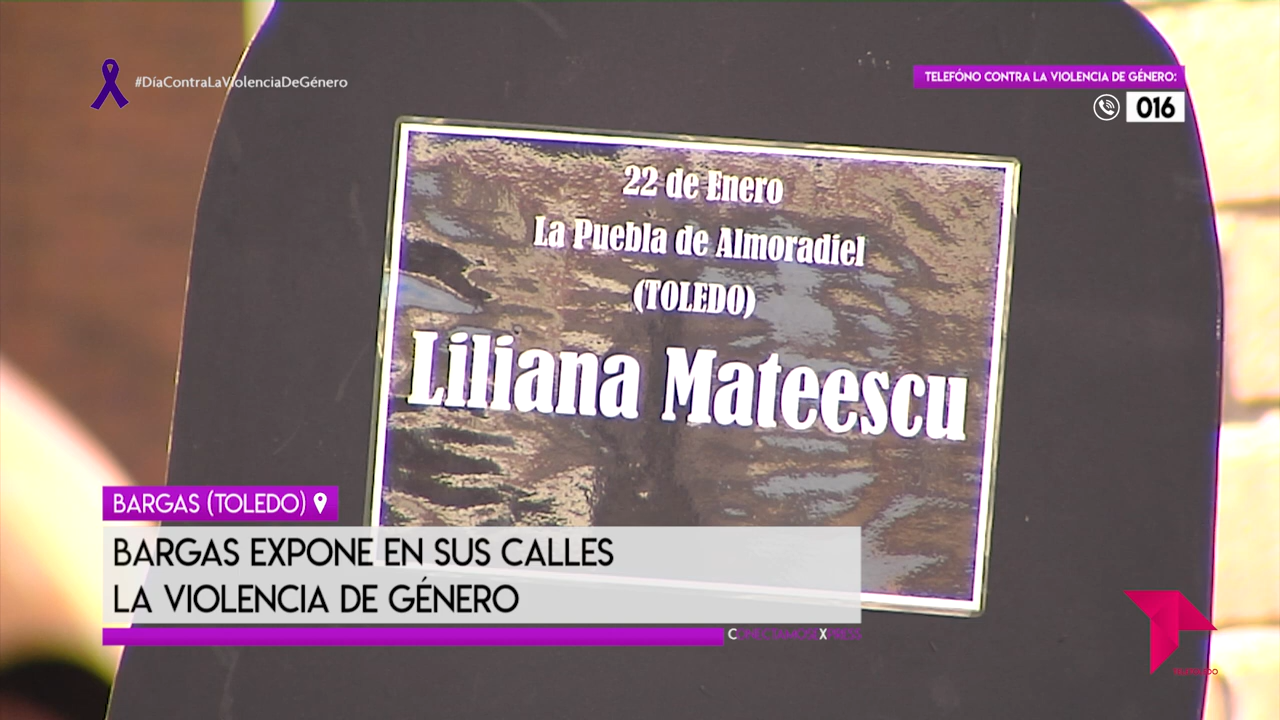 #DíaContraLaViolenciaDeGénero
TELEFÓNO CONTRA LA VIOLENCIA DE GÉNERO:
016
22 de Enero
La Puebla de Almoradiel
(TOLEDO)
Liliana Mateescu
BARGAS (TOLEDO)
BARGAS EXPONE EN SUS CALLES
LA VIOLENCIA DE GÉNERO